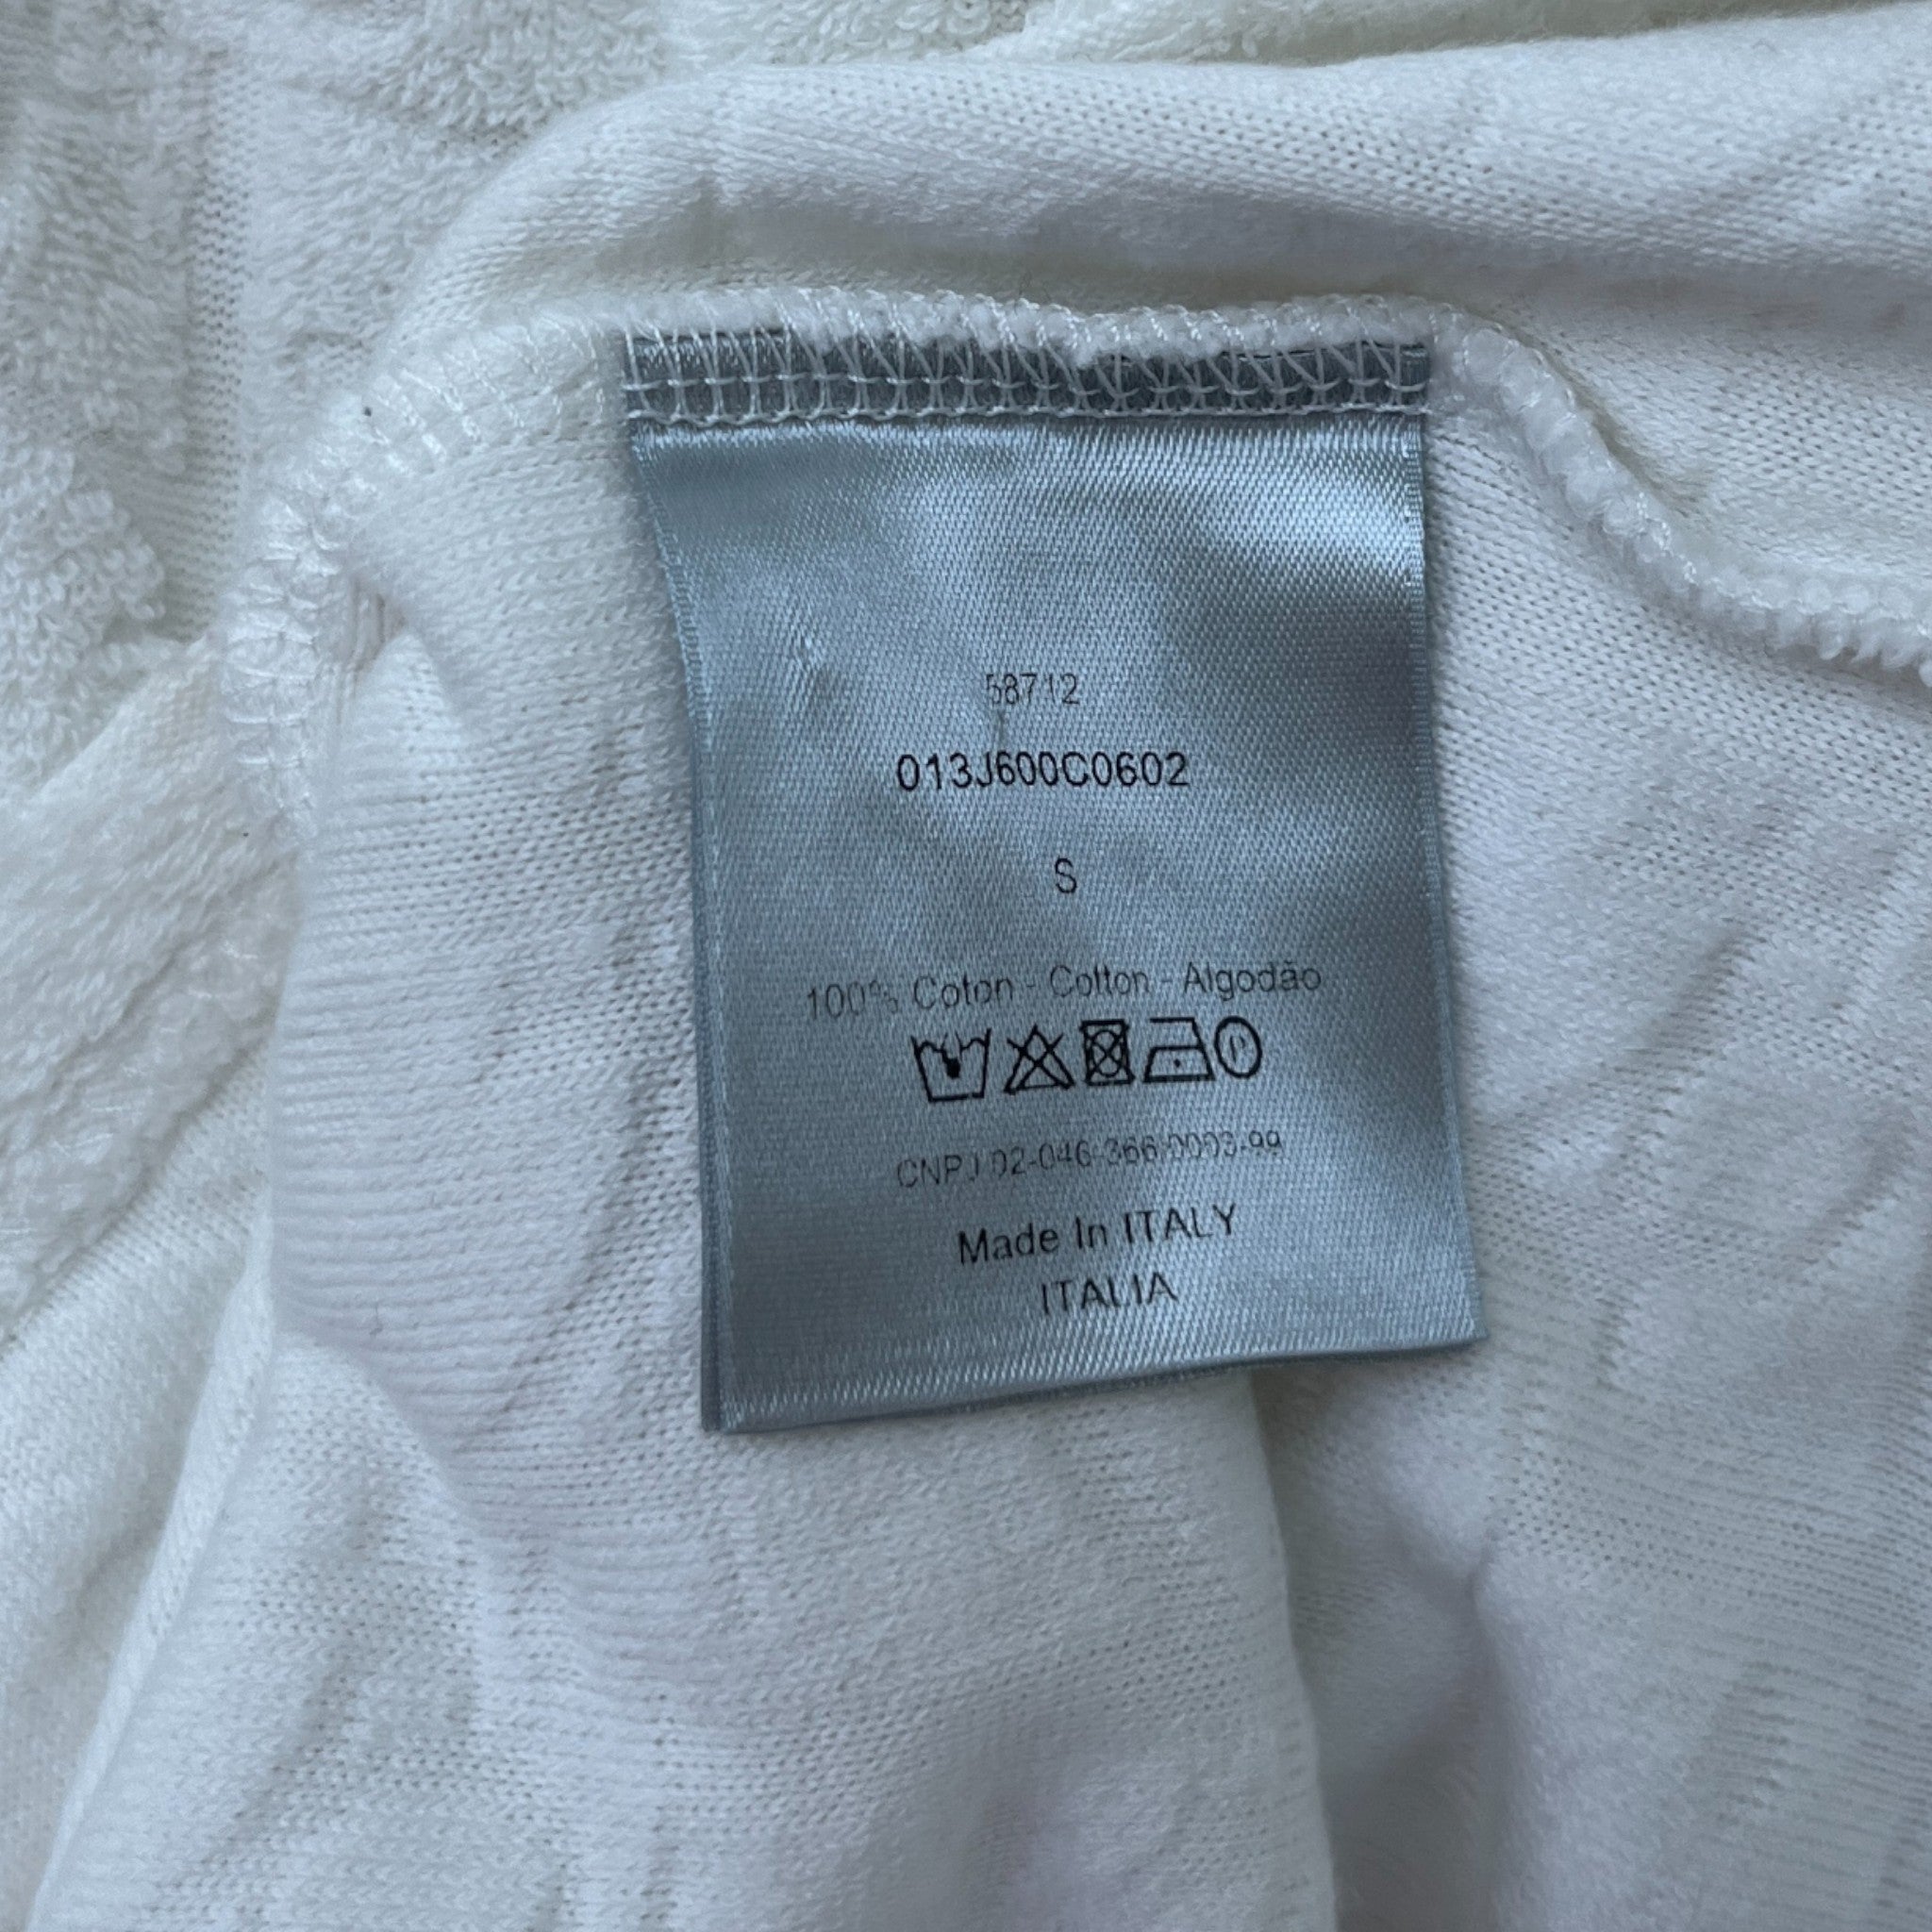 58712
013J600C0602
S
100% Coton - Cotton - Algodão
CNPJ 02-046-366-0003-99
Made In ITALY
ITALIA